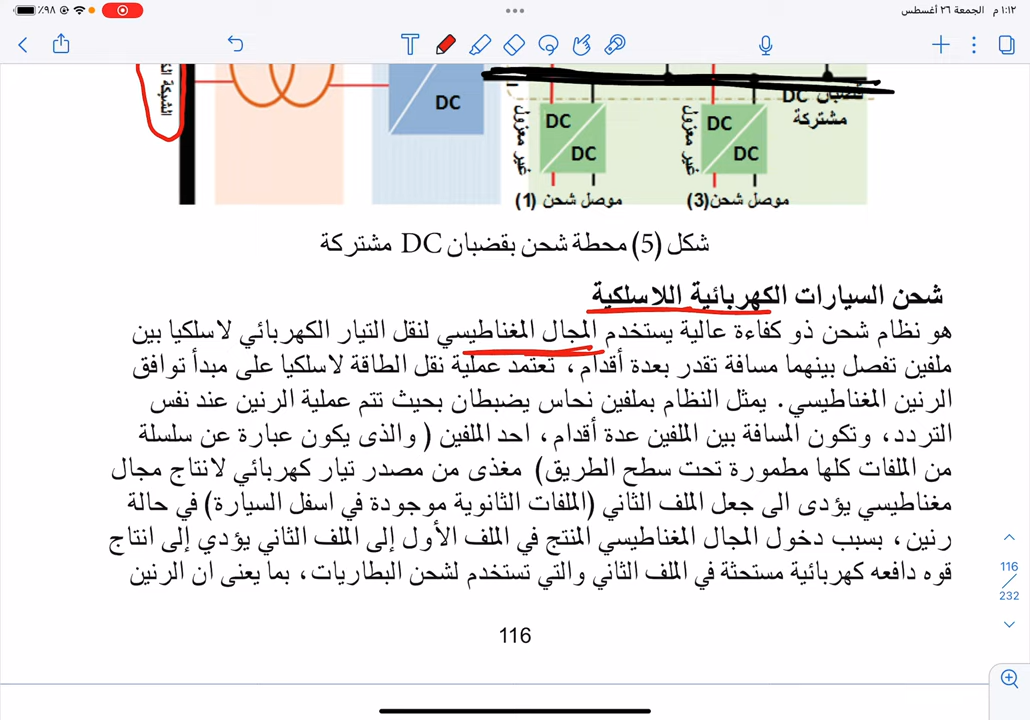 ١:١٢ م الجمعة ٢٦ أغسطس
٪٩٨
DC
DC
DC
DC
DC
غير معزول
غير معزول
قضبان DC
مشتركة
موصل شحن (1)
موصل شحن(3)
شكل (5) محطة شحن بقضبان DC مشتركة
شحن السيارات الكهربائية اللاسلكية
هو نظام شحن ذو كفاءة عالية يستخدم المجال المغناطيسي لنقل التيار الكهربائي لاسلكيا بين
ملفين تفصل بينهما مسافة تقدر بعدة أقدام، تعتمد عملية نقل الطاقة لاسلكيا على مبدأ توافق
الرنين المغناطيسي. يمثل النظام بملفين نحاس يضبطان بحيث تتم عملية الرنين عند نفس
التردد، وتكون المسافة بين الملفين عدة أقدام، احد الملفين ( والذى يكون عبارة عن سلسلة
من الملفات كلها مطمورة تحت سطح الطريق) مغذى من مصدر تيار كهربائي لانتاج مجال
مغناطيسي يؤدى الى جعل الملف الثاني (الملفات الثانوية موجودة في اسفل السيارة) في حالة
رنين، بسبب دخول المجال المغناطيسي المنتج في الملف الأول إلى الملف الثاني يؤدي إلى انتاج
قوه دافعه كهربائية مستحثة في الملف الثاني والتي تستخدم لشحن البطاريات، بما يعنى ان الرنين
116
116
232